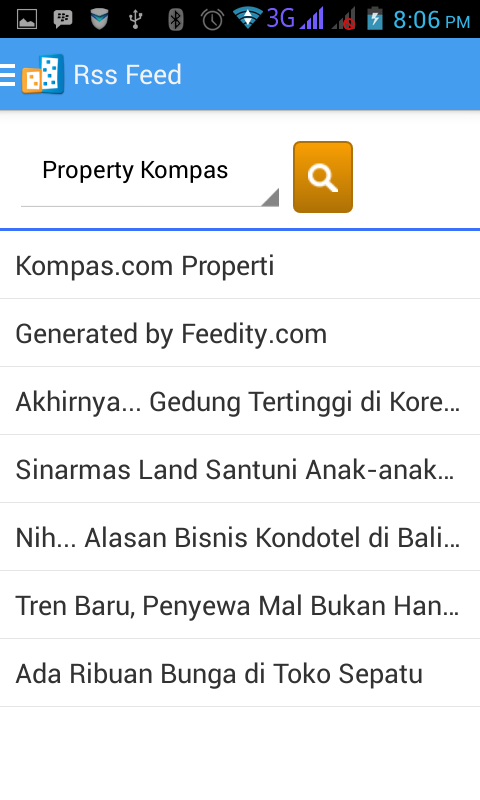 3G 8:06 PM
Rss Feed
Property Kompas
Kompas.com Properti
Generated by Feedity.com
Akhirnya... Gedung Tertinggi di Kore...
Sinarmas Land Santuni Anak-anak...
Nih... Alasan Bisnis Kondotel di Bali...
Tren Baru, Penyewa Mal Bukan Han...
Ada Ribuan Bunga di Toko Sepatu